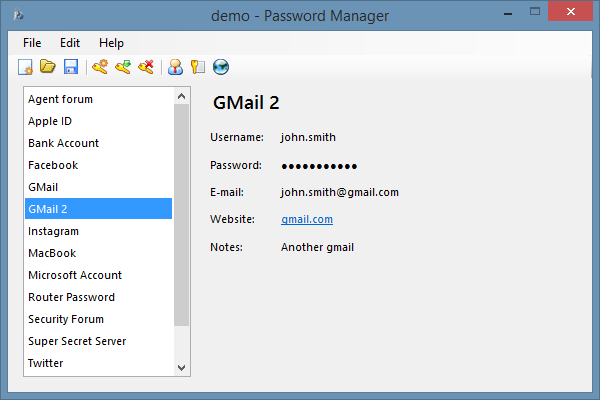 demo - Password Manager
File Edit Help
Agent forum
Apple ID
Bank Account
Facebook
GMail
GMail 2
Instagram
MacBook
Microsoft Account
Router Password
Security Forum
Super Secret Server
Twitter
GMail 2
Username: john.smith
Password: ●●●●●●●●●●●
E-mail: john.smith@gmail.com
Website: gmail.com
Notes: Another gmail